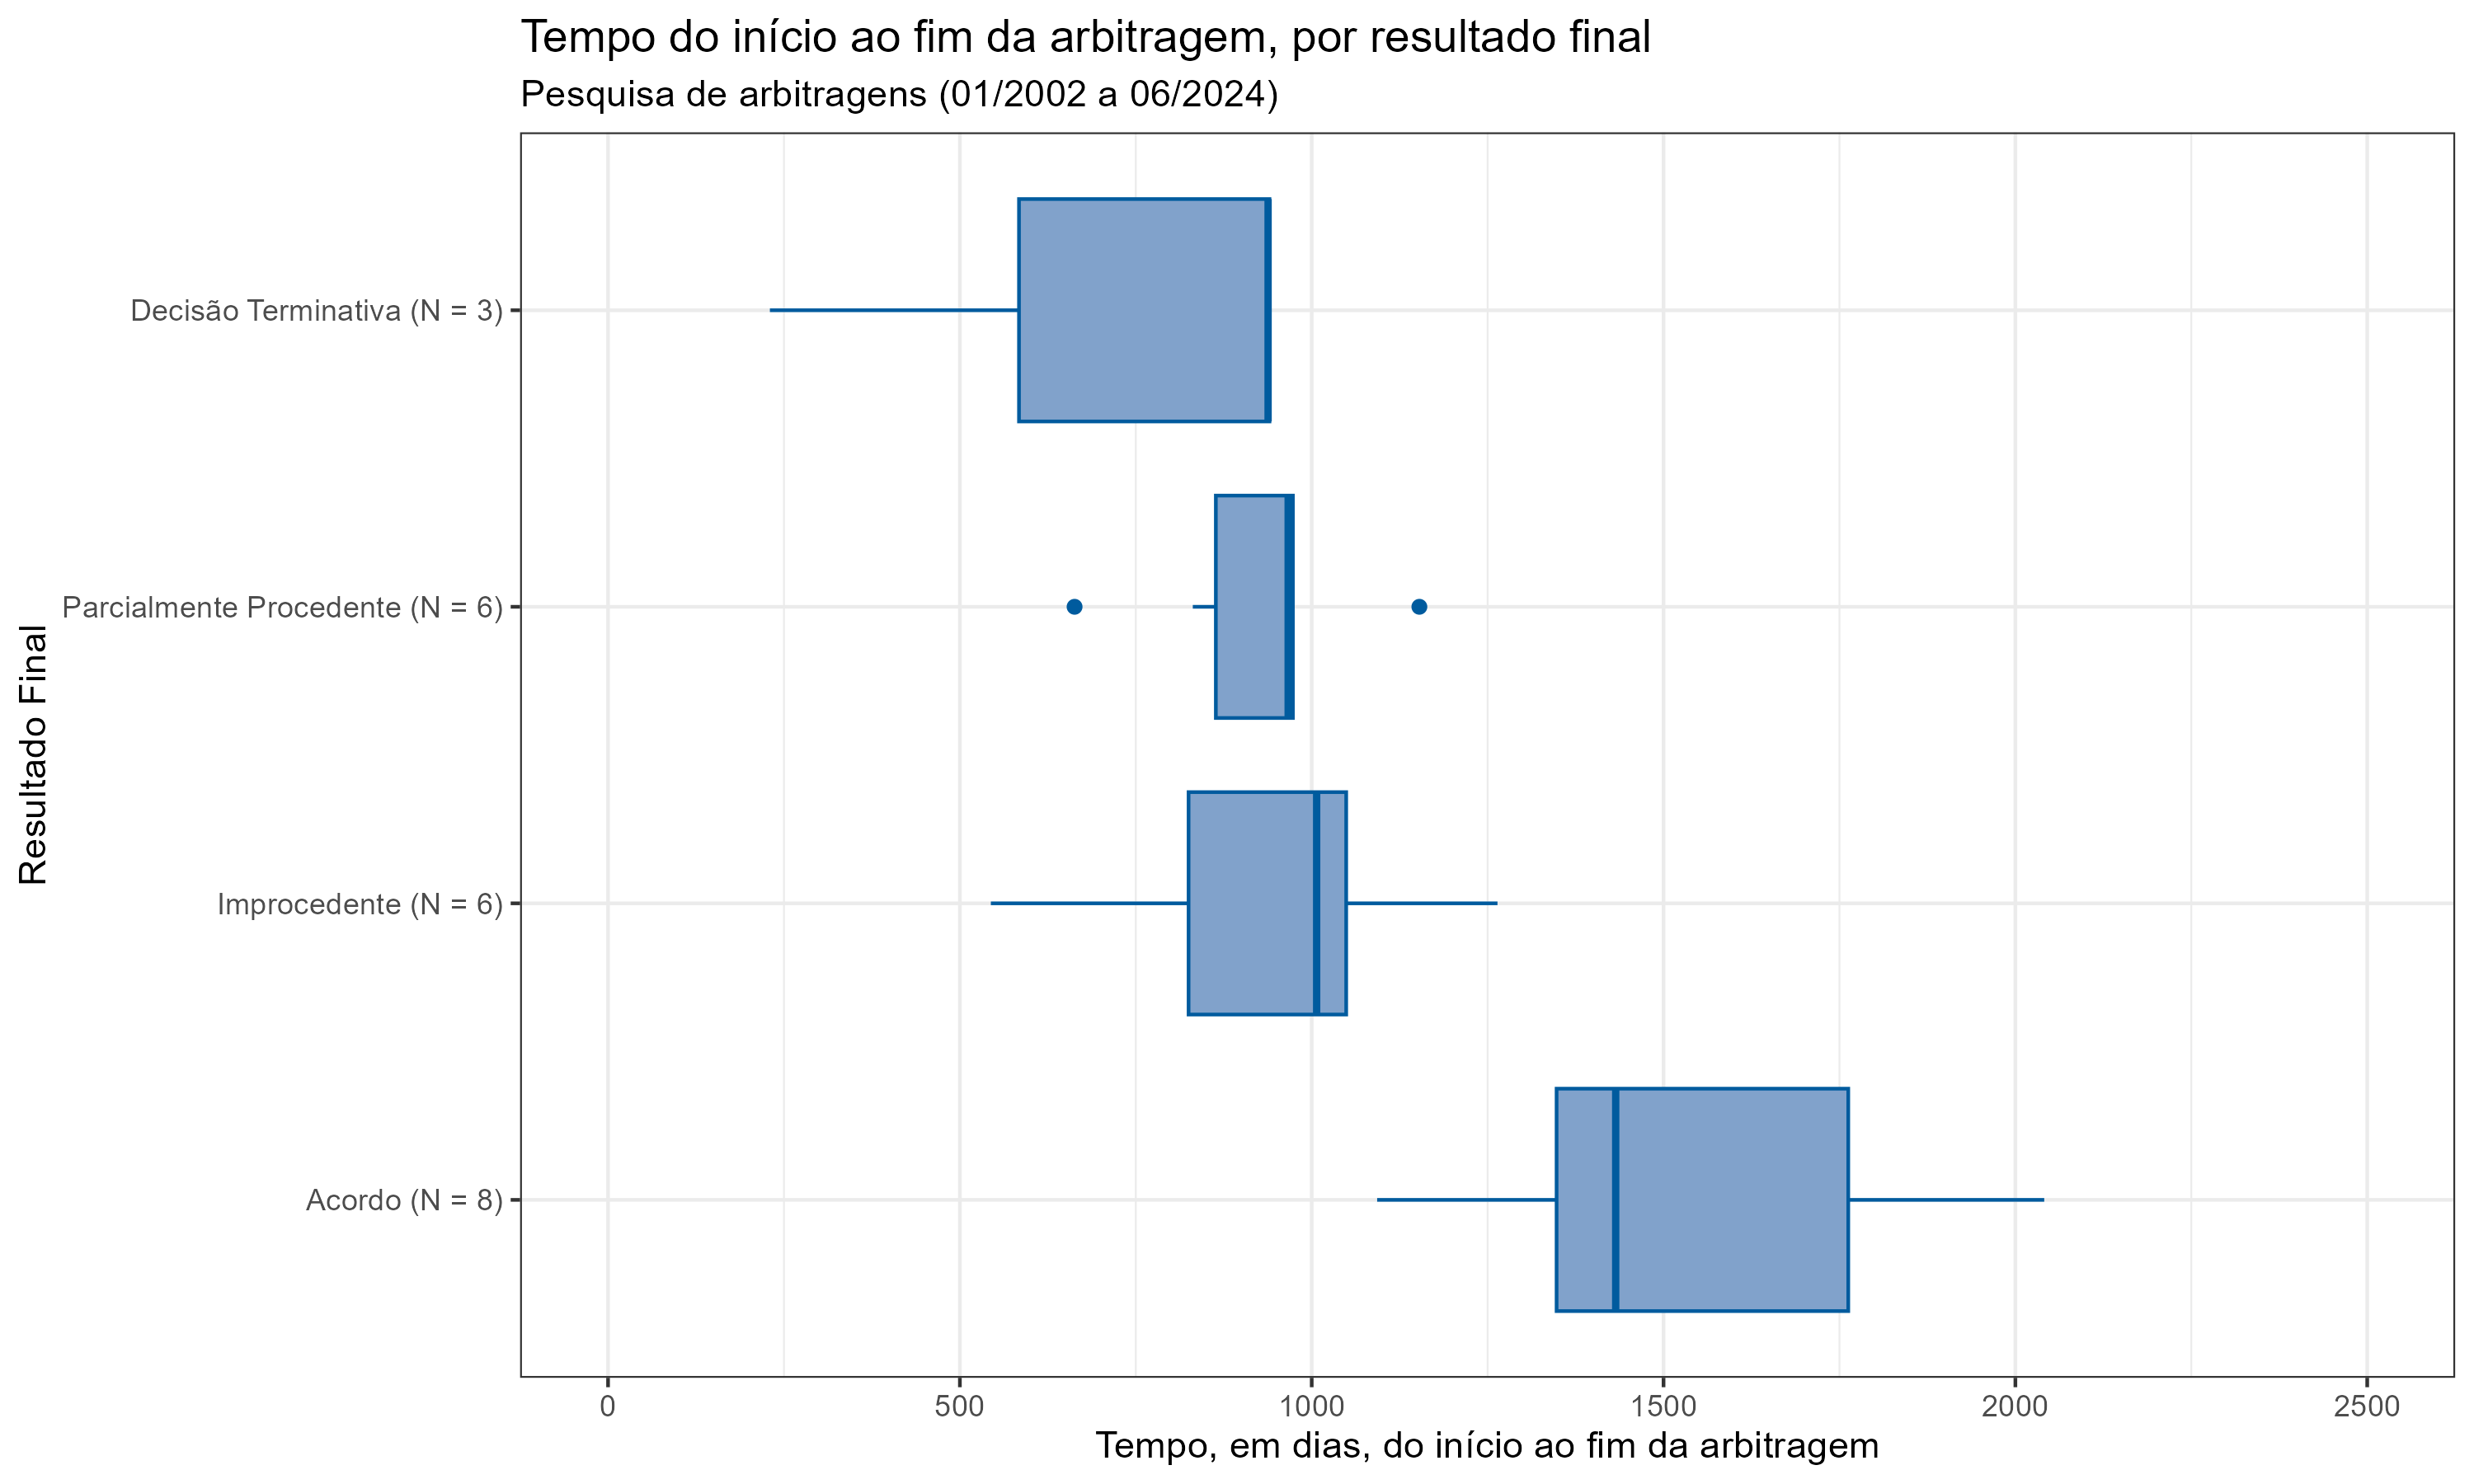 Tempo do início ao fim da arbitragem, por resultado final
Pesquisa de arbitragens (01/2002 a 06/2024)
Resultado Final
Decisão Terminativa (N = 3)
Parcialmente Procedente (N = 6)
Improcedente (N = 6)
Acordo (N = 8)
0 500 1000 1500 2000 2500
Tempo, em dias, do início ao fim da arbitragem